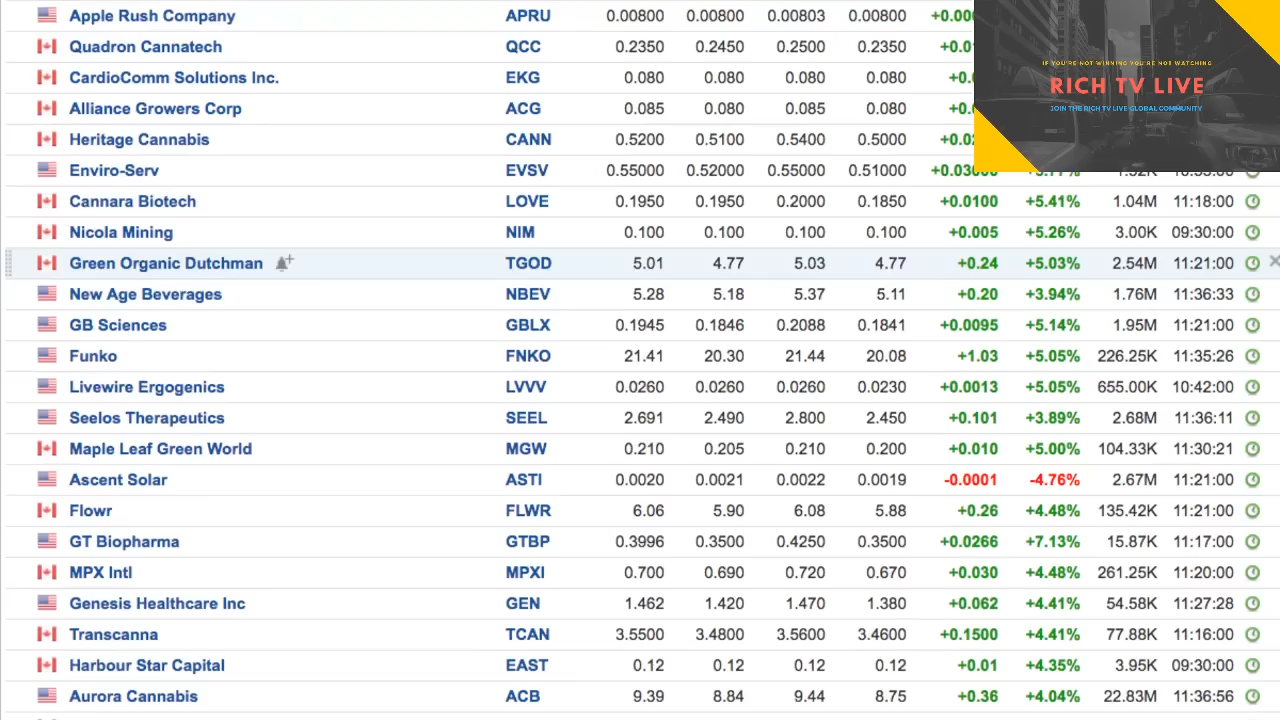 Apple Rush Company APRU 0.00800 0.00800 0.00803 0.00800
IF YOU'RE NOT WINNING YOU'RE NOT WATCHING
RICH TV LIVE
JOIN THE RICH TV LIVE GLOBAL COMMUNITY
Quadron Cannatech QCC 0.2350 0.2450 0.2500 0.2350
CardioComm Solutions Inc. EKG 0.080 0.080 0.080 0.080
Alliance Growers Corp ACG 0.085 0.080 0.085 0.080
Heritage Cannabis CANN 0.5200 0.5100 0.5400 0.5000
Enviro-Serv EVSV 0.55000 0.52000 0.55000 0.51000
Cannara Biotech LOVE 0.1950 0.1950 0.2000 0.1850 +0.0100 +5.41% 1.04M 11:18:00
Nicola Mining NIM 0.100 0.100 0.100 0.100 +0.005 +5.26% 3.00K 09:30:00
Green Organic Dutchman TGOD 5.01 4.77 5.03 4.77 +0.24 +5.03% 2.54M 11:21:00
New Age Beverages NBEV 5.28 5.18 5.37 5.11 +0.20 +3.94% 1.76M 11:36:33
GB Sciences GBLX 0.1945 0.1846 0.2088 0.1841 +0.0095 +5.14% 1.95M 11:21:00
Funko FNKO 21.41 20.30 21.44 20.08 +1.03 +5.05% 226.25K 11:35:26
Livewire Ergogenics LVVV 0.0260 0.0260 0.0260 0.0230 +0.0013 +5.05% 655.00K 10:42:00
Seelos Therapeutics SEEL 2.691 2.490 2.800 2.450 +0.101 +3.89% 2.68M 11:36:11
Maple Leaf Green World MGW 0.210 0.205 0.210 0.200 +0.010 +5.00% 104.33K 11:30:21
Ascent Solar ASTI 0.0020 0.0021 0.0022 0.0019 -0.0001 -4.76% 2.67M 11:21:00
Flowr FLWR 6.06 5.90 6.08 5.88 +0.26 +4.48% 135.42K 11:21:00
GT Biopharma GTBP 0.3996 0.3500 0.4250 0.3500 +0.0266 +7.13% 15.87K 11:17:00
MPX Intl MPXI 0.700 0.690 0.720 0.670 +0.030 +4.48% 261.25K 11:20:00
Genesis Healthcare Inc GEN 1.462 1.420 1.470 1.380 +0.062 +4.41% 54.58K 11:27:28
Transcanna TCAN 3.5500 3.4800 3.5600 3.4600 +0.1500 +4.41% 77.88K 11:16:00
Harbour Star Capital EAST 0.12 0.12 0.12 0.12 +0.01 +4.35% 3.95K 09:30:00
Aurora Cannabis ACB 9.39 8.84 9.44 8.75 +0.36 +4.04% 22.83M 11:36:56